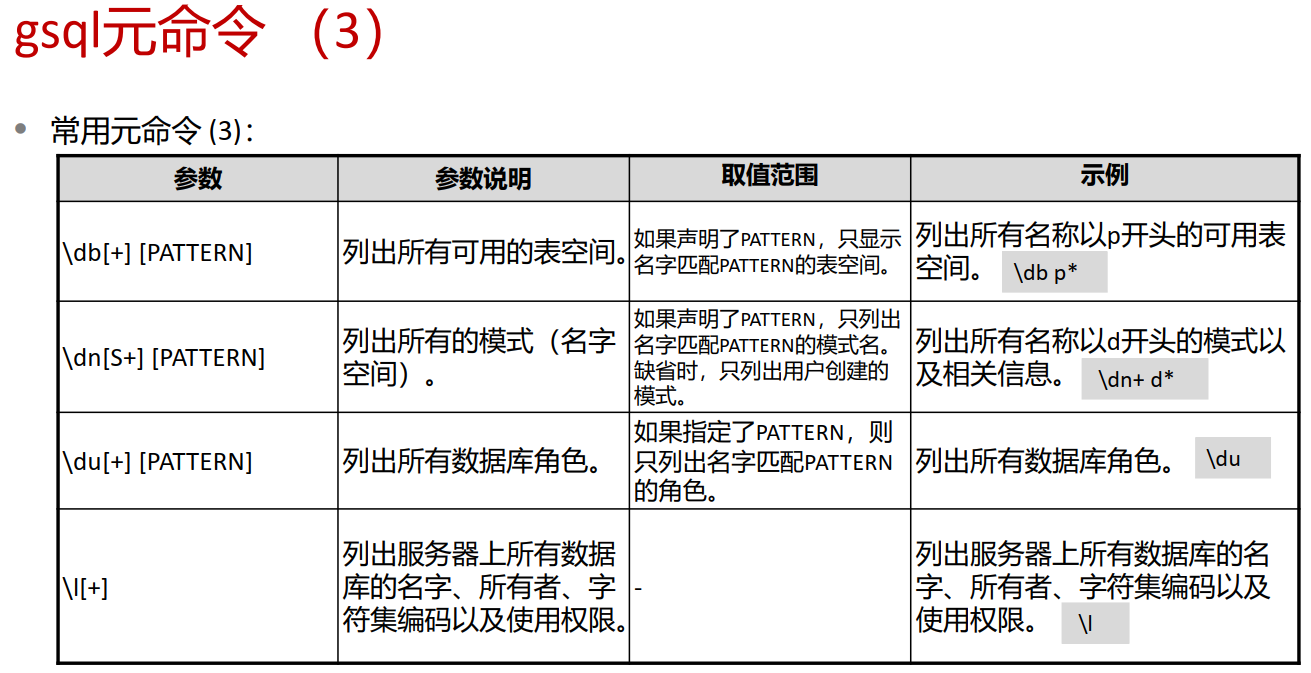 gsql元命令 （3）
• 常用元命令 (3)：
参数
参数说明
取值范围
示例
\db[+] [PATTERN]
列出所有可用的表空间。
如果声明了PATTERN，只显示
名字匹配PATTERN的表空间。
列出所有名称以p开头的可用表
空间。 \db p*
\dn[S+] [PATTERN]
列出所有的模式（名字
空间）。
如果声明了PATTERN，只列出
名字匹配PATTERN的模式名。
缺省时，只列出用户创建的
模式。
列出所有名称以d开头的模式以
及相关信息。 \dn+ d*
\du[+] [PATTERN]
列出所有数据库角色。
如果指定了PATTERN，则
只列出名字匹配PATTERN
的角色。
列出所有数据库角色。 \du
\l[+]
列出服务器上所有数据
库的名字、所有者、字
符集编码以及使用权限。
-
列出服务器上所有数据库的名
字、所有者、字符集编码以及
使用权限。 \l